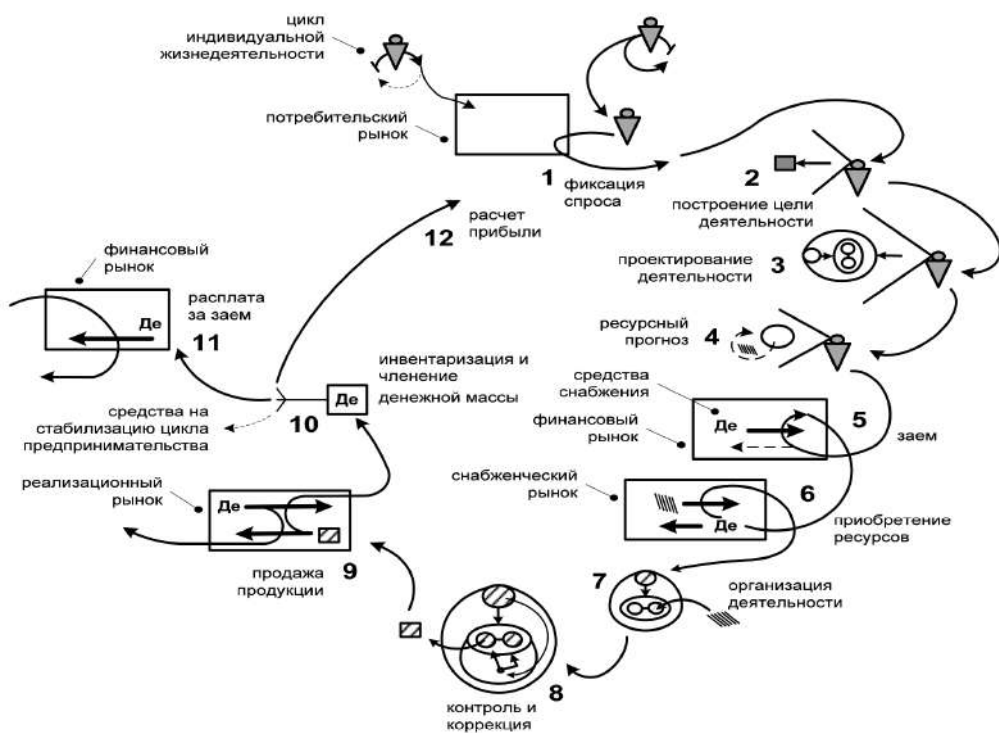 цикл
индивидуальной
жизнедеятельности
потребительский
рынок
1
фиксация
спроса
2
построение цели
деятельности
проектирование
деятельности
3
ресурсный
прогноз
4
средства
снабжения
финансовый
рынок
Де
5
заем
снабженческий
рынок
Де
6
приобретение
ресурсов
7
организация
деятельности
8
контроль и
коррекция
реализационный
рынок
Де
продажа
продукции
9
инвентаризация и
членение
денежной массы
Де
10
средства на
стабилизацию цикла
предпринимательства
финансовый
рынок
Де
расплата
за заем
11
расчет
прибыли
12